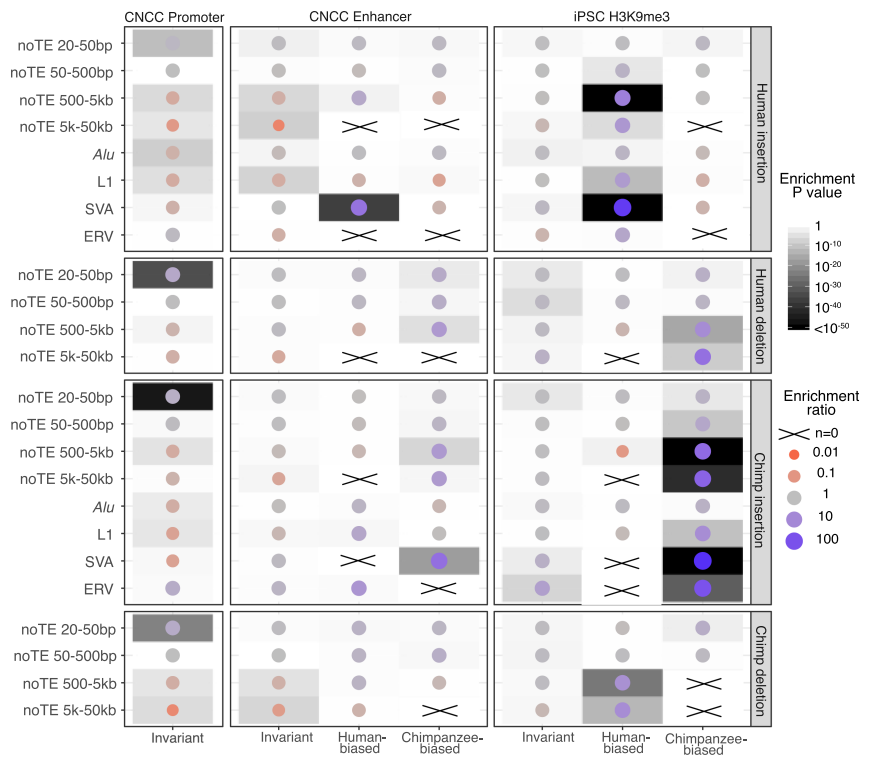 CNCC Promoter
CNCC Enhancer
iPSC H3K9me3
noTE 20-50bp
noTE 50-500bp
noTE 500-5kb
noTE 5k-50kb
Alu
L1
SVA
ERV
Human insertion
noTE 20-50bp
noTE 50-500bp
noTE 500-5kb
noTE 5k-50kb
Human deletion
noTE 20-50bp
noTE 50-500bp
noTE 500-5kb
noTE 5k-50kb
Alu
L1
SVA
ERV
Chimp insertion
noTE 20-50bp
noTE 50-500bp
noTE 500-5kb
noTE 5k-50kb
Chimp deletion
Invariant
Invariant
Human-
biased
Chimpanzee-
biased
Invariant
Human-
biased
Chimpanzee-
biased
Enrichment
P value
1
10⁻¹⁰
10⁻²⁰
10⁻³⁰
10⁻⁴⁰
<10⁻⁵⁰
Enrichment
ratio
n=0
0.01
0.1
1
10
100